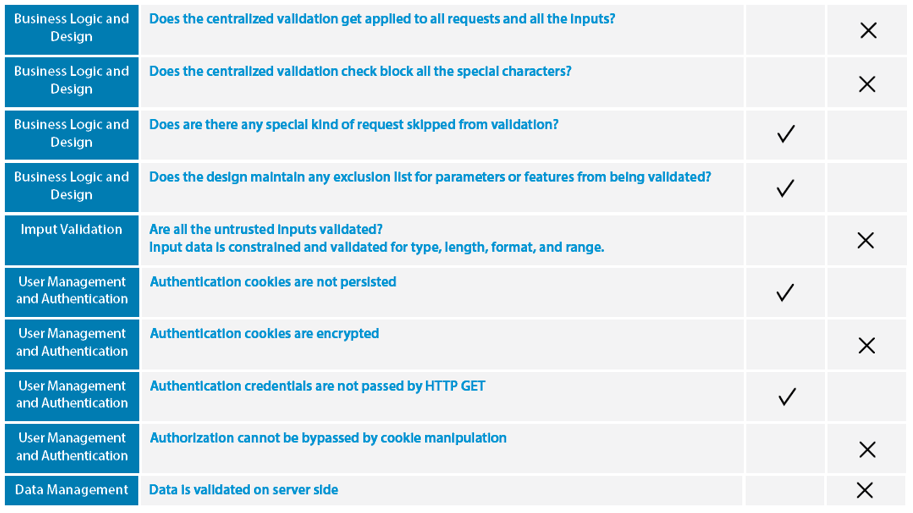 Business Logic and
Design
Does the centralized validation get applied to all requests and all the inputs?
Business Logic and
Design
Does the centralized validation check block all the special characters?
Business Logic and
Design
Does are there any special kind of request skipped from validation?
Business Logic and
Design
Does the design maintain any exclusion list for parameters or features from being validated?
Imput Validation
Are all the untrusted inputs validated?
Input data is constrained and validated for type, length, format, and range.
User Management
and Authentication
Authentication cookies are not persisted
User Management
and Authentication
Authentication cookies are encrypted
User Management
and Authentication
Authentication credentials are not passed by HTTP GET
User Management
and Authentication
Authorization cannot be bypassed by cookie manipulation
Data Management
Data is validated on server side